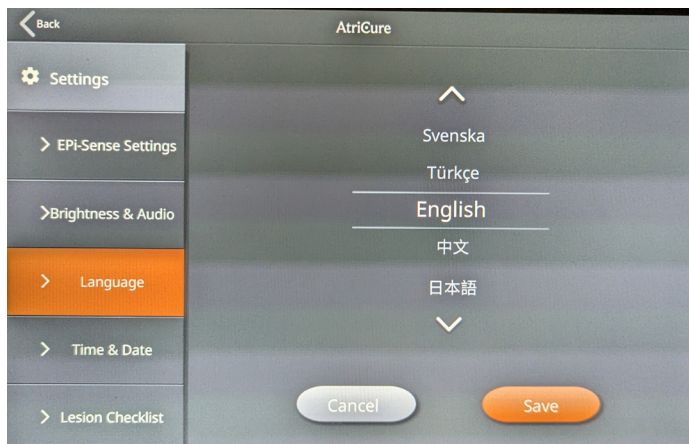 Back
AtriCure
Settings
EPi-Sense Settings
Brightness & Audio
Language
Time & Date
Lesion Checklist
Svenska
Türkçe
English
中文
日本語
Cancel
Save